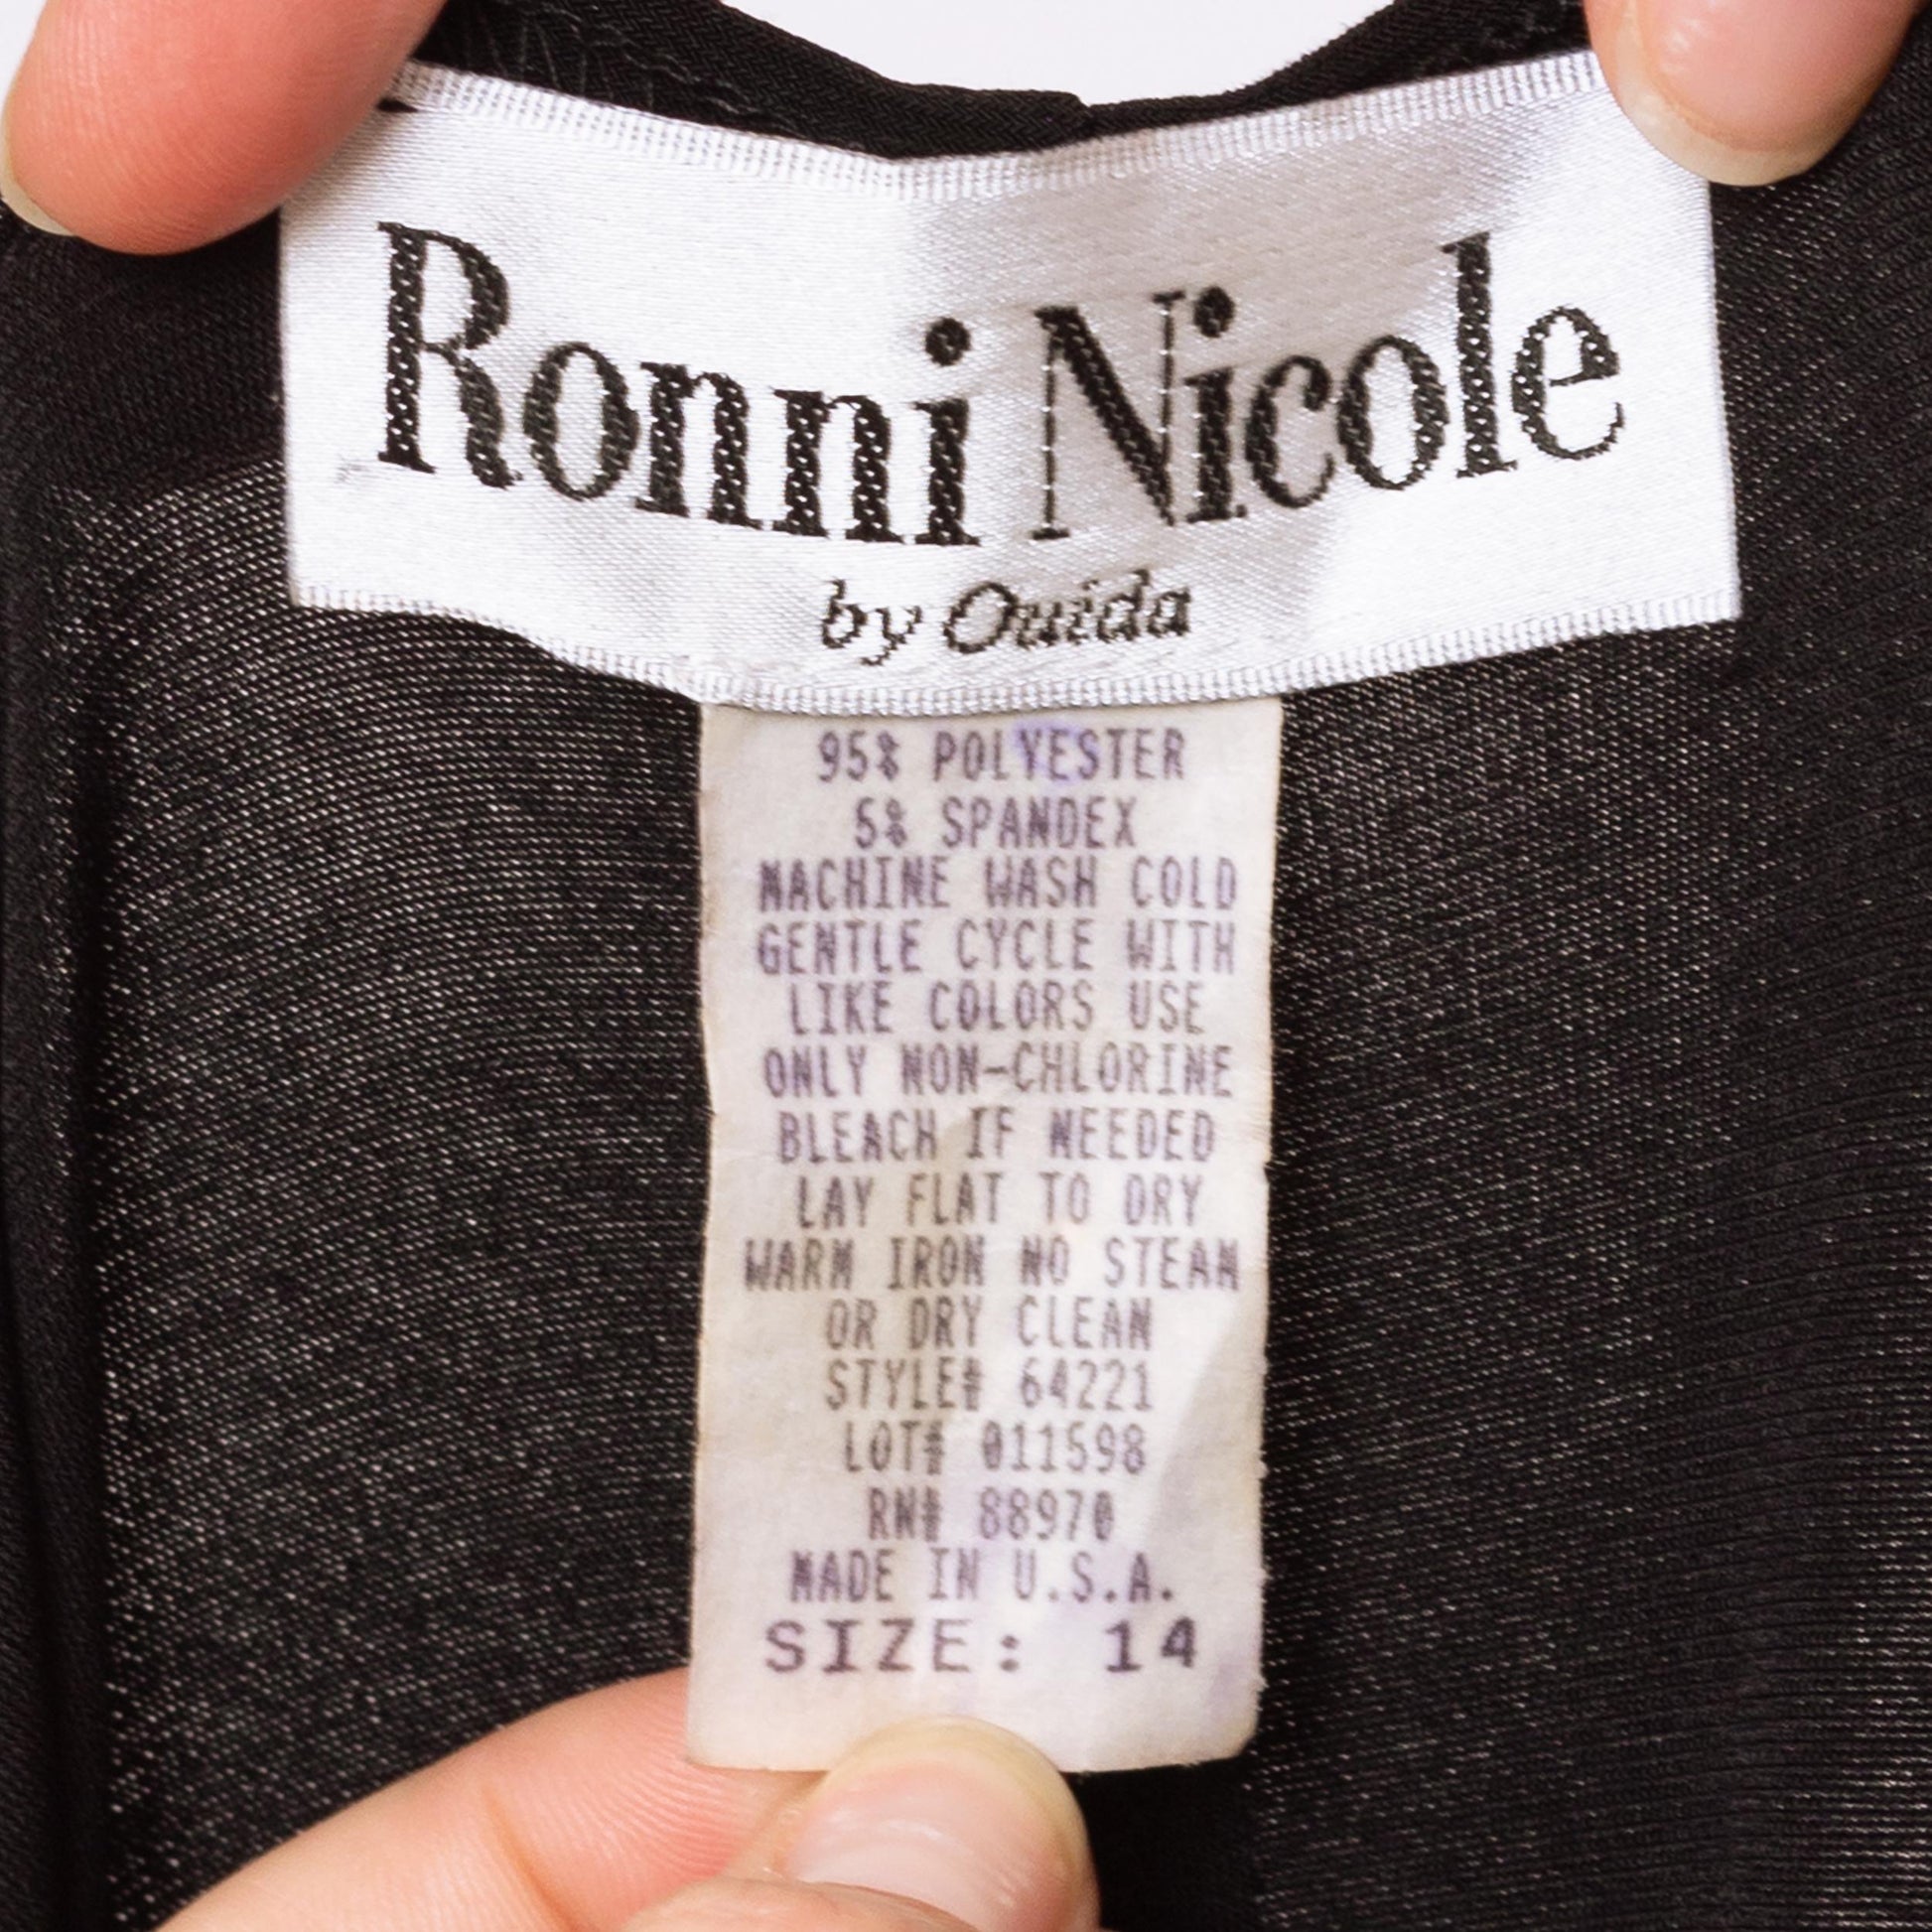 Ronni Nicole
by Ouida
95% POLYESTER
5% SPANDEX
MACHINE WASH COLD
GENTLE CYCLE WITH
LIKE COLORS USE
ONLY NON-CHLORINE
BLEACH IF NEEDED
LAY FLAT TO DRY
WARM IRON NO STEAM
OR DRY CLEAN
STYLE# 64221
LOT# 011598
RN# 88970
MADE IN U.S.A.
SIZE: 14